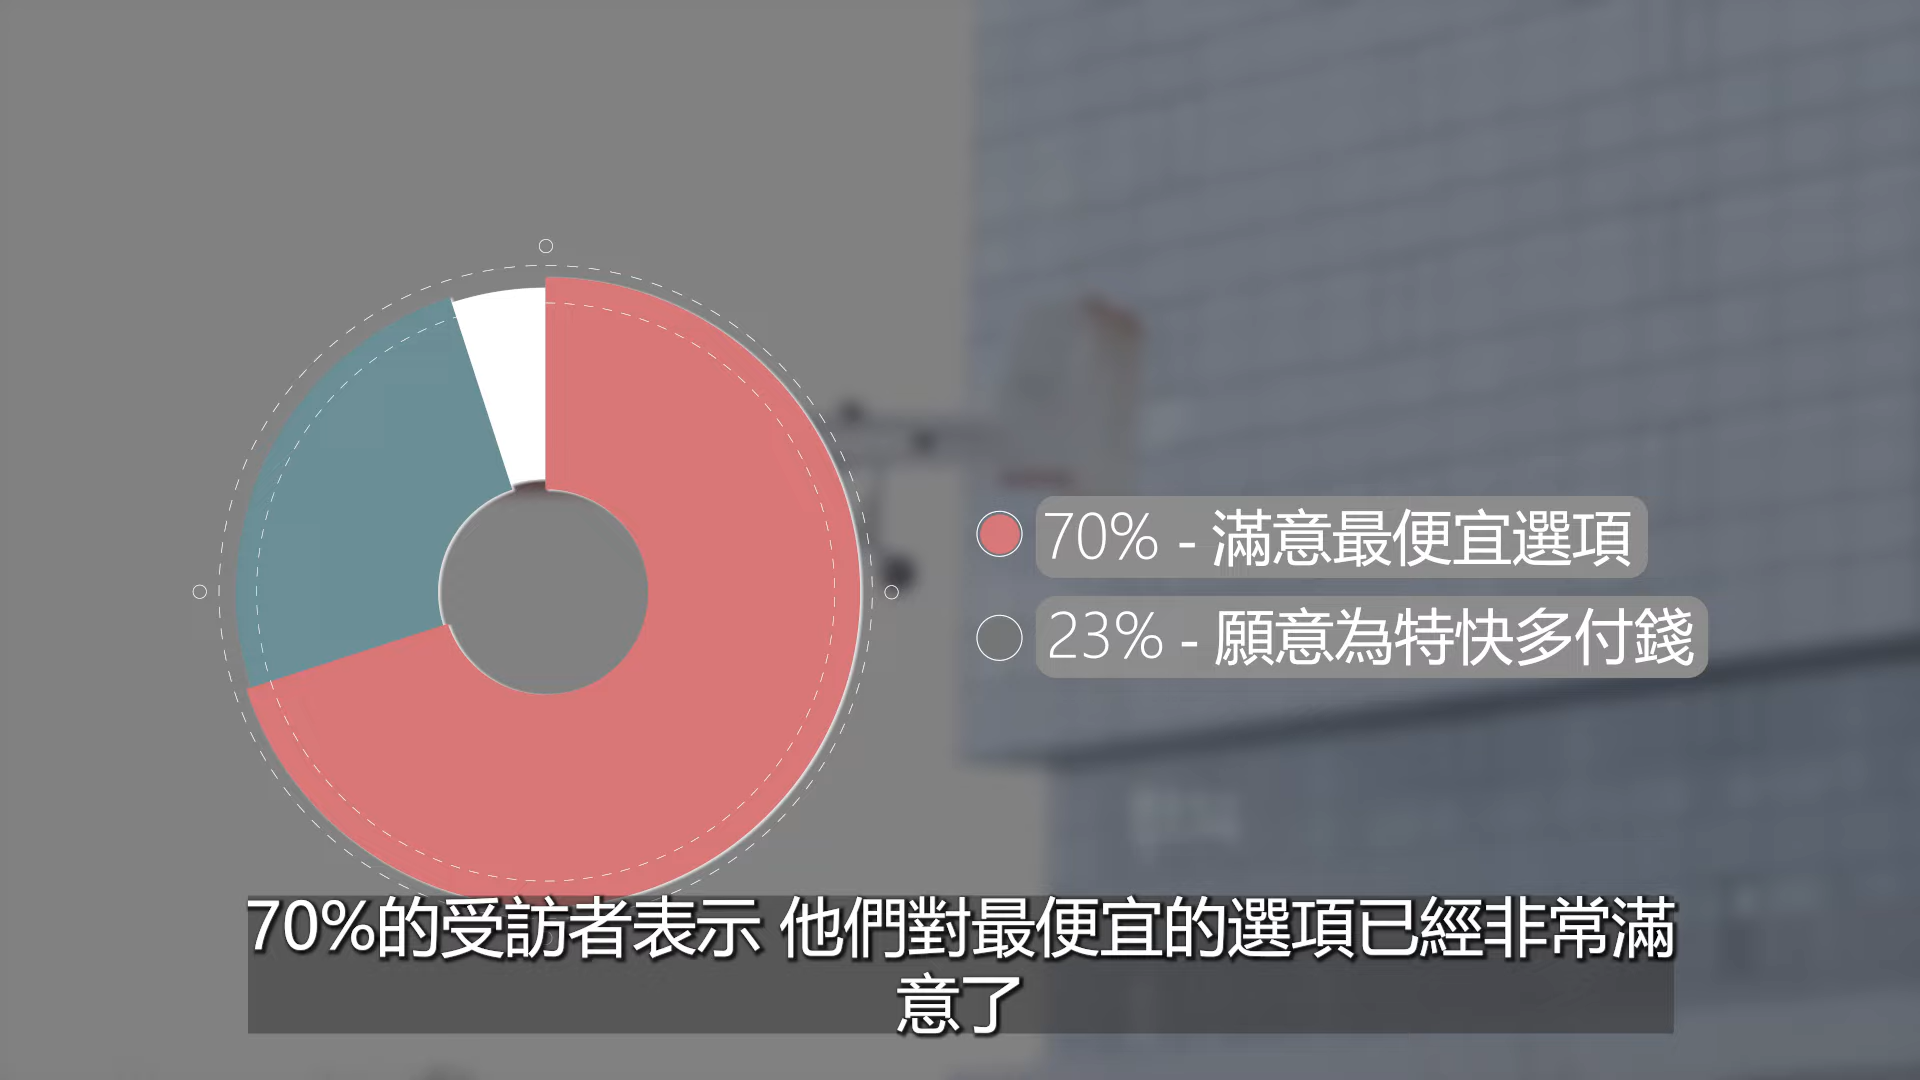 70% - 滿意最便宜選項
23% - 願意為特快多付錢
70%的受訪者表示 他們對最便宜的選項已經非常滿
意了